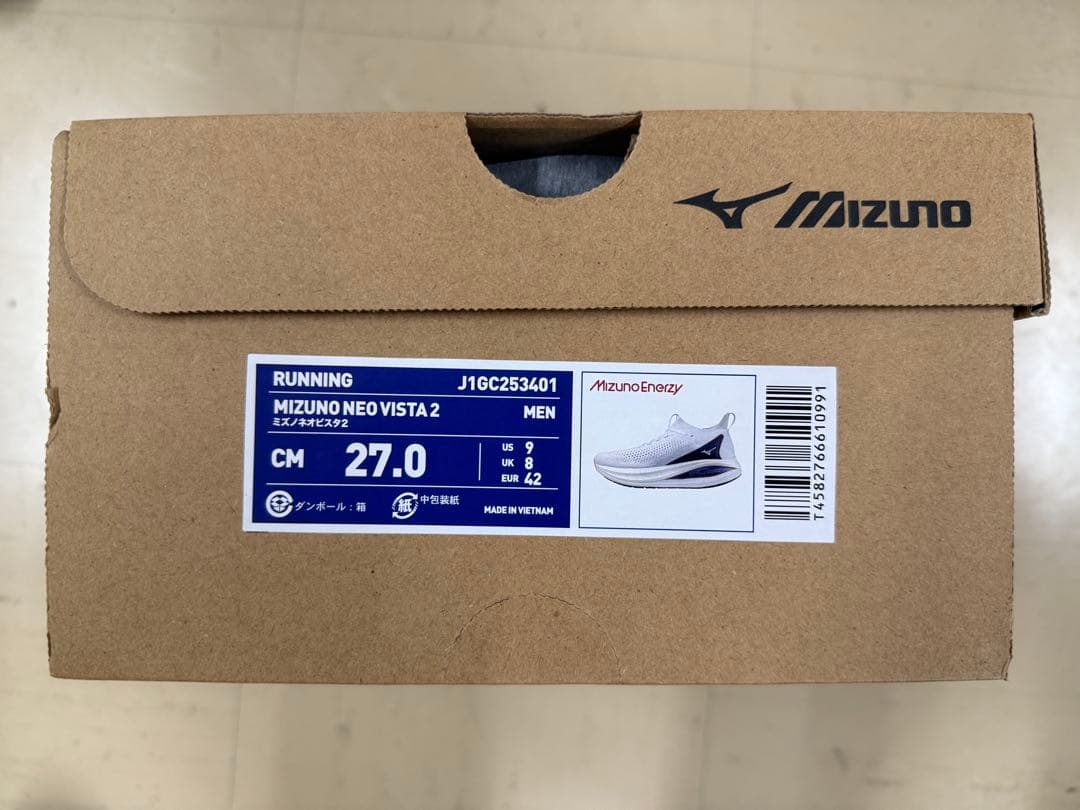 MIZUNO
RUNNING J1GC253401
MIZUNO NEO VISTA 2 MEN
ミズノネオビスタ2
CM 27.0
US 9
UK 8
EUR 42
ダンボール：箱
紙 中包装紙
MADE IN VIETNAM
MizunoEnerzy
T4582766610991